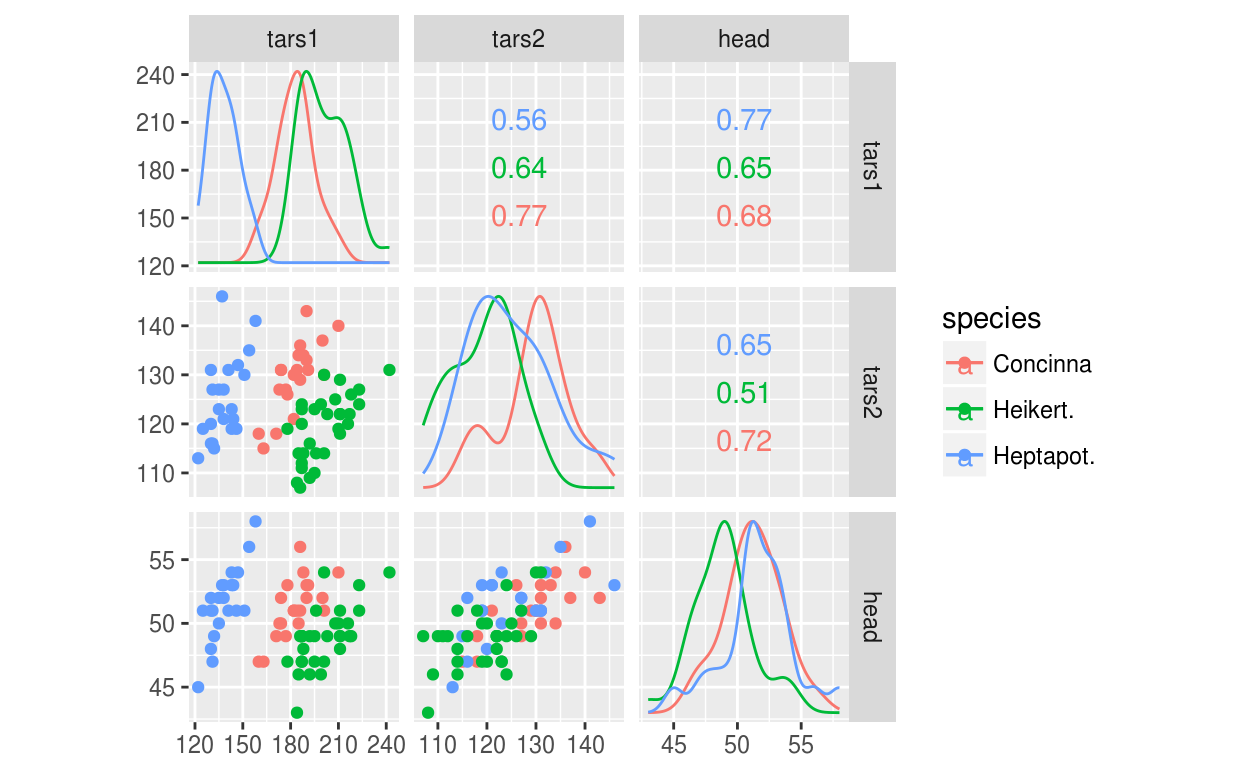 tars1 tars2 head
240
210
180
150
120
0.56 0.77
0.64 0.65
0.77 0.68
tars1
140
130
120
110
0.65
0.51
0.72
tars2
55
50
45
head
120 150 180 210 240 110 120 130 140 45 50 55
species
a Concinna
a Heikert.
a Heptapot.